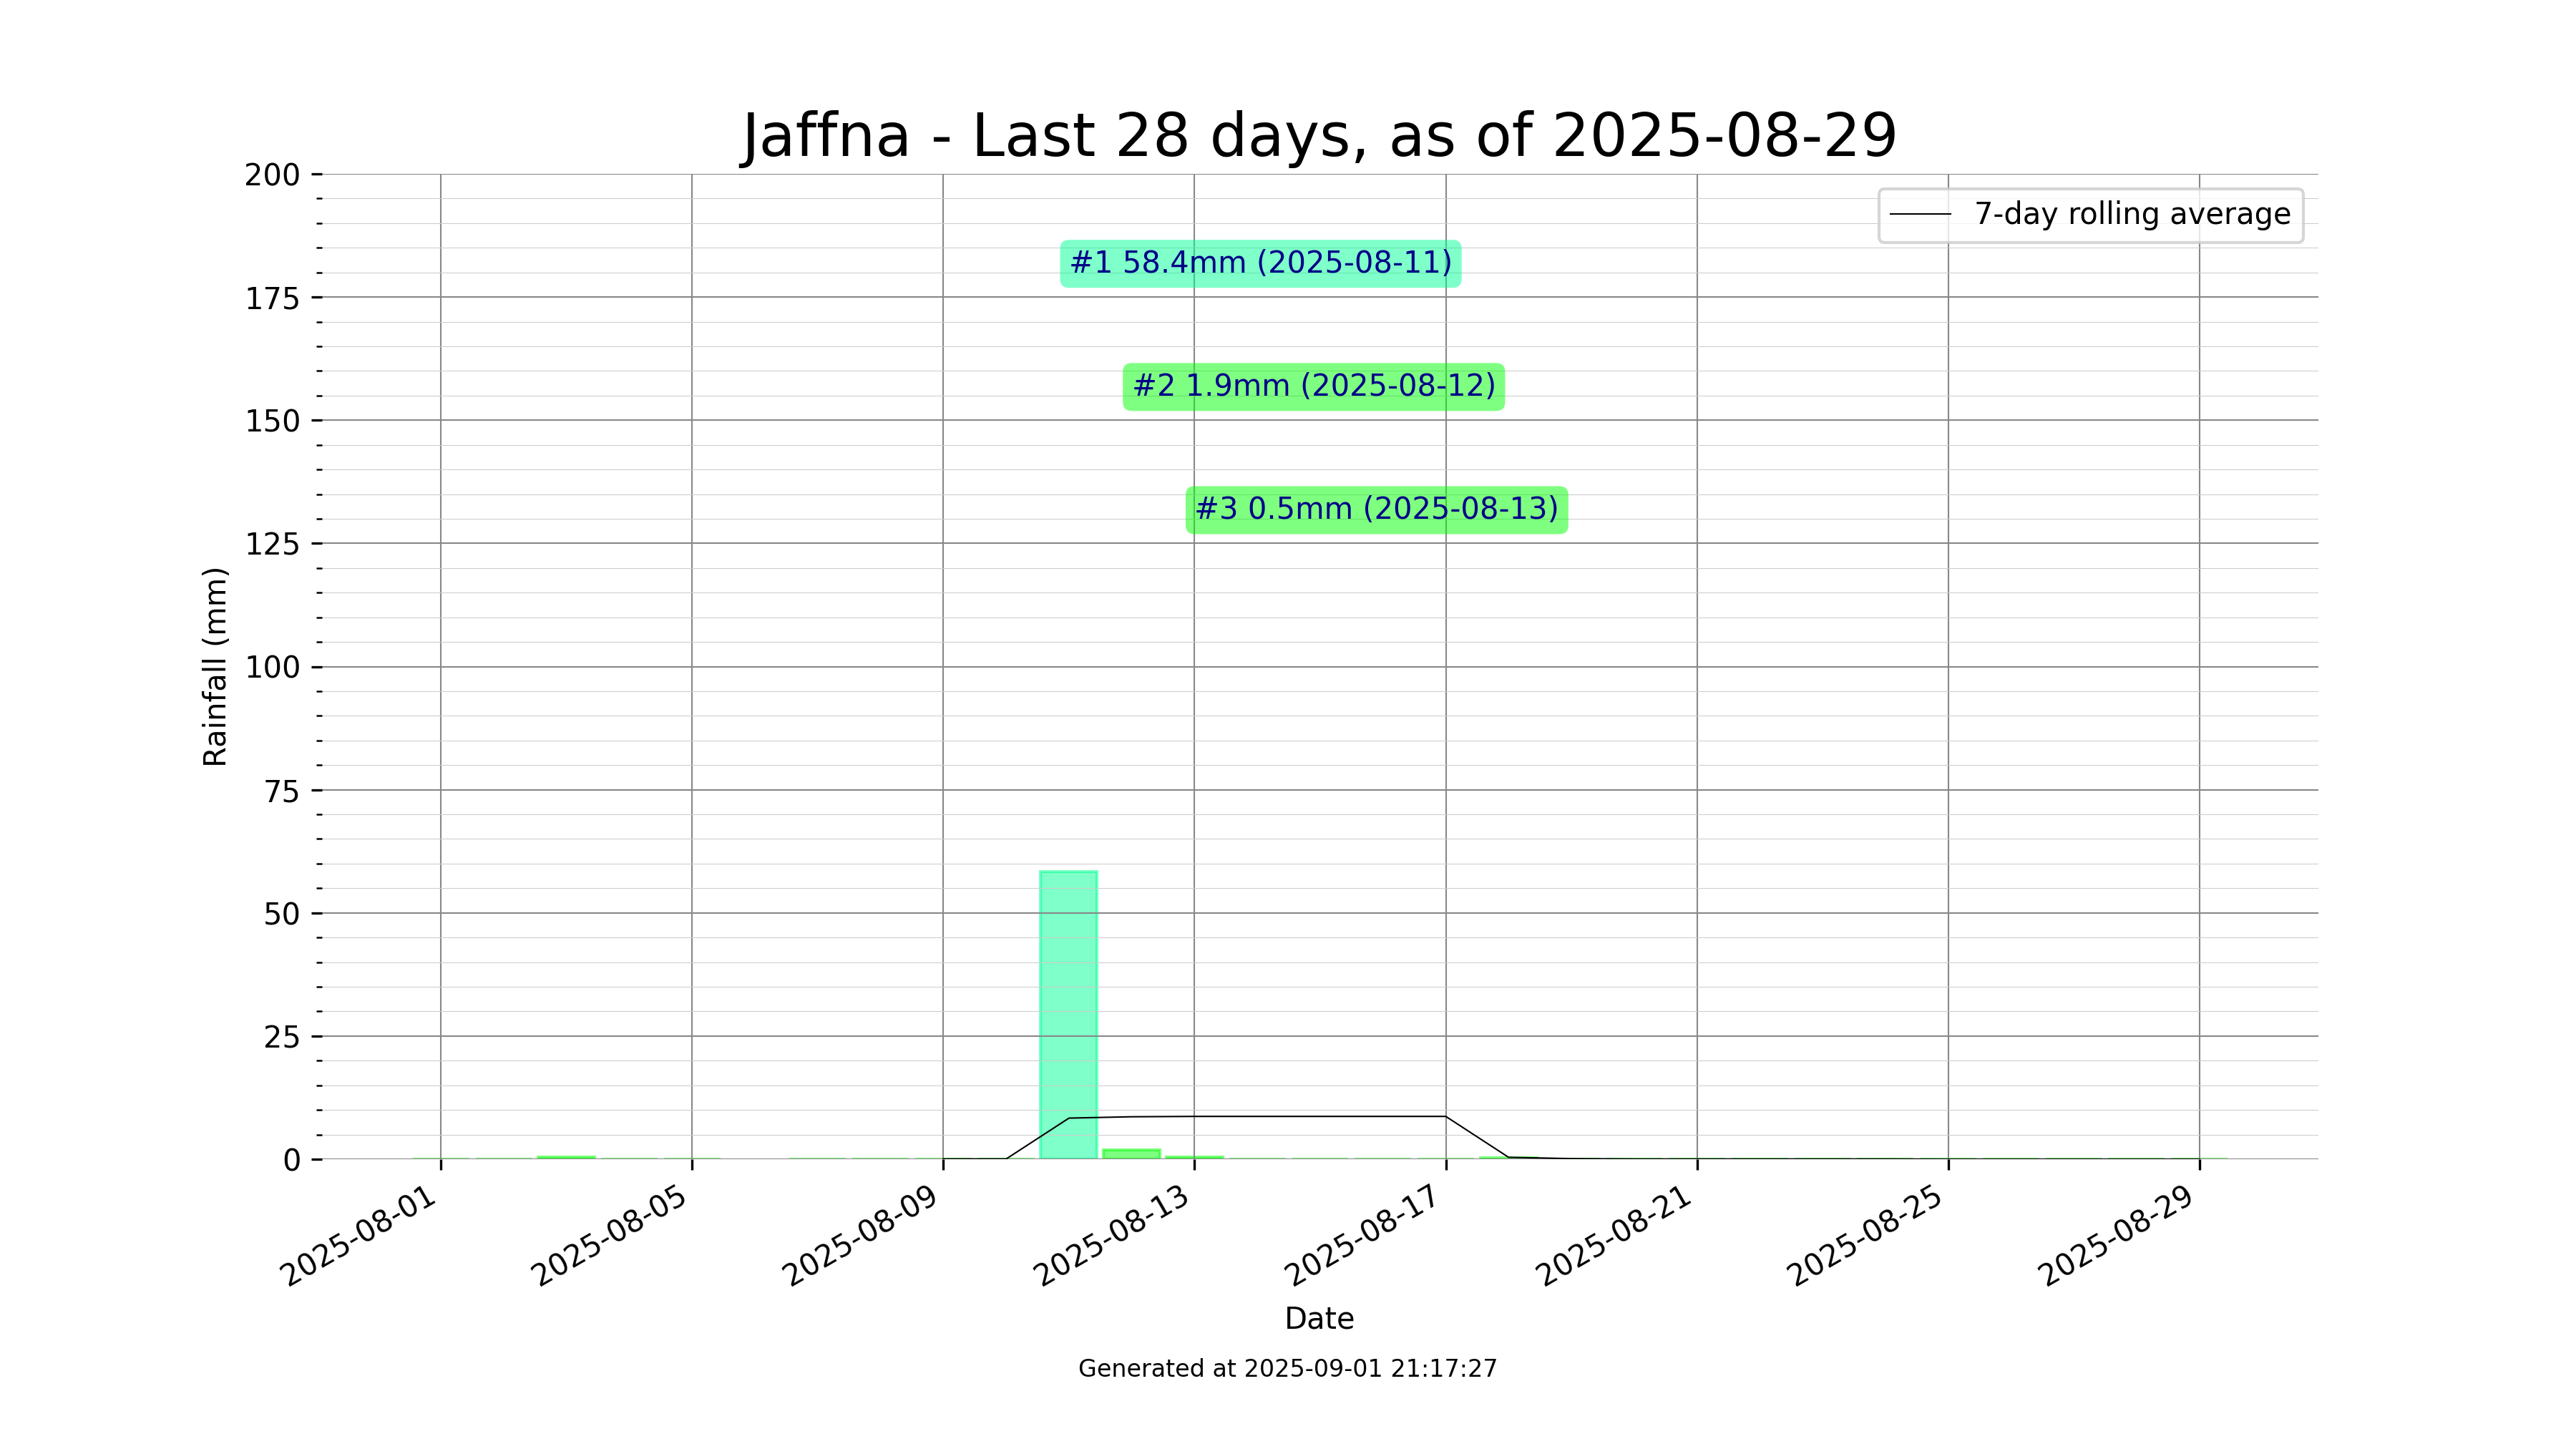 Jaffna - Last 28 days, as of 2025-08-29
7-day rolling average
#1 58.4mm (2025-08-11)
#2 1.9mm (2025-08-12)
#3 0.5mm (2025-08-13)
Rainfall (mm)
200
175
150
125
100
75
50
25
0
2025-08-01
2025-08-05
2025-08-09
2025-08-13
2025-08-17
2025-08-21
2025-08-25
2025-08-29
Date
Generated at 2025-09-01 21:17:27